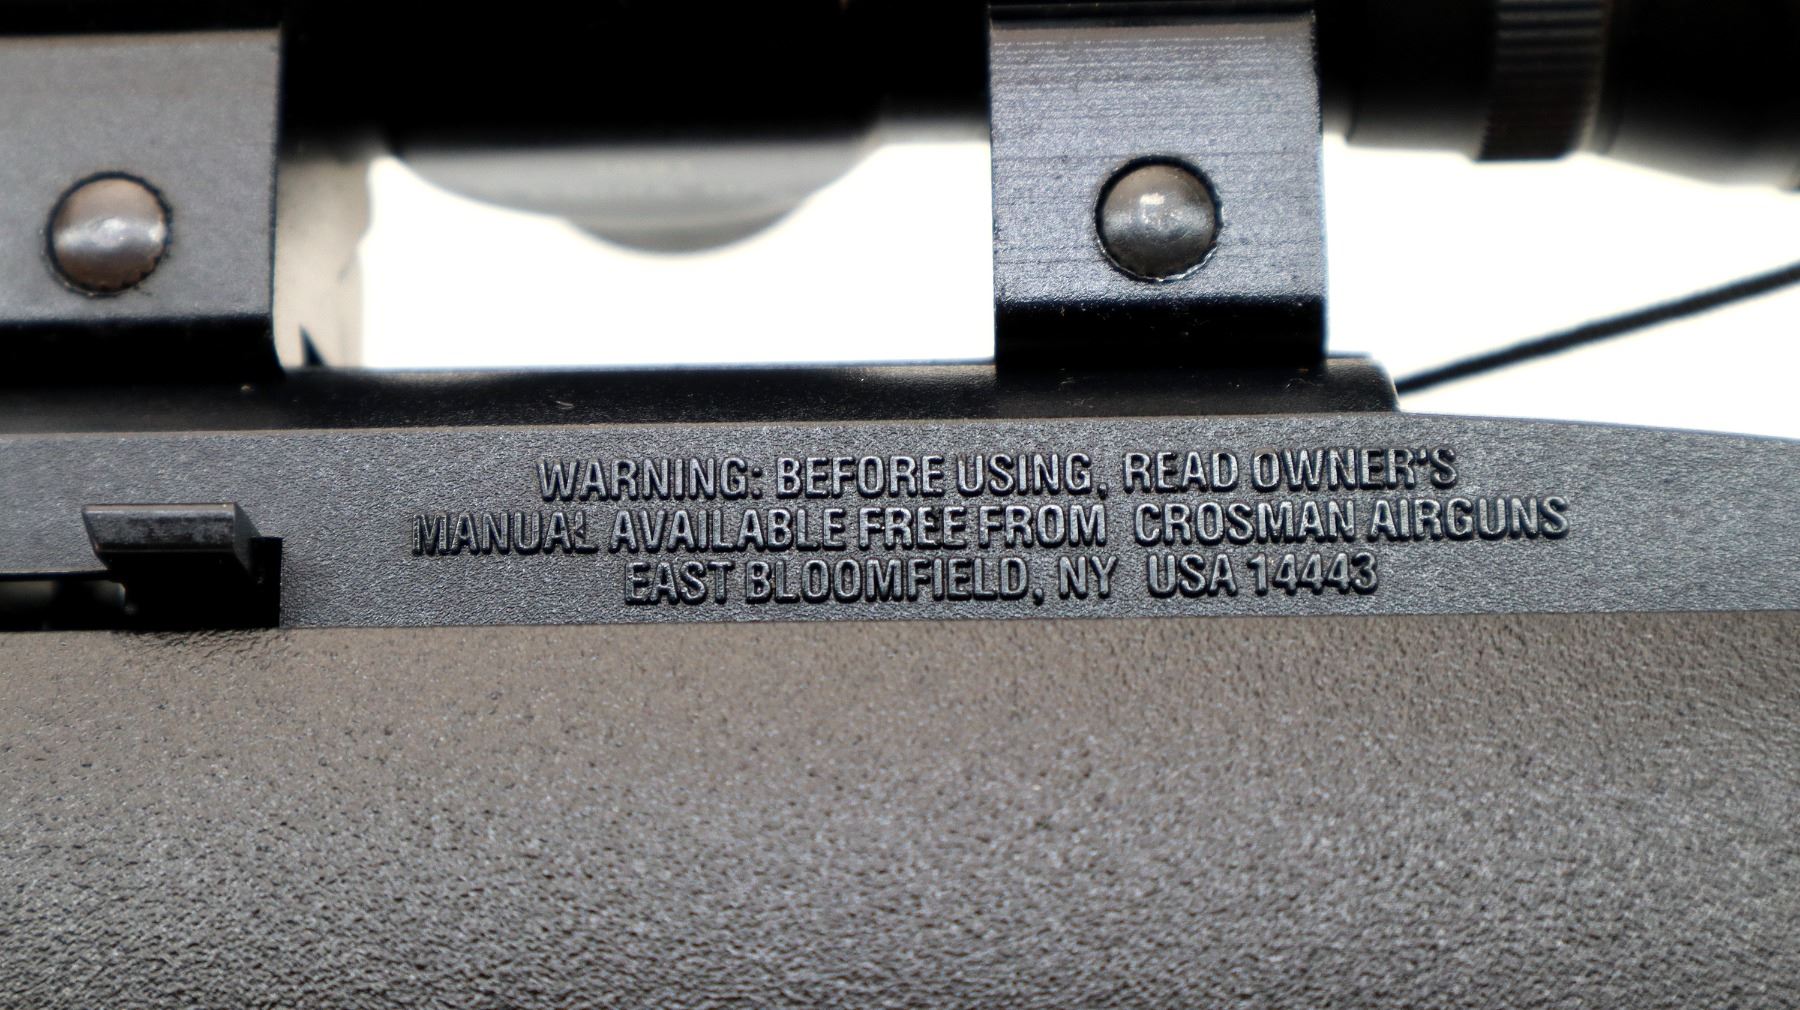 WARNING: BEFORE USING, READ OWNER'S
MANUAL AVAILABLE FREE FROM CROSMAN AIRGUNS
EAST BLOOMFIELD, NY USA 14443